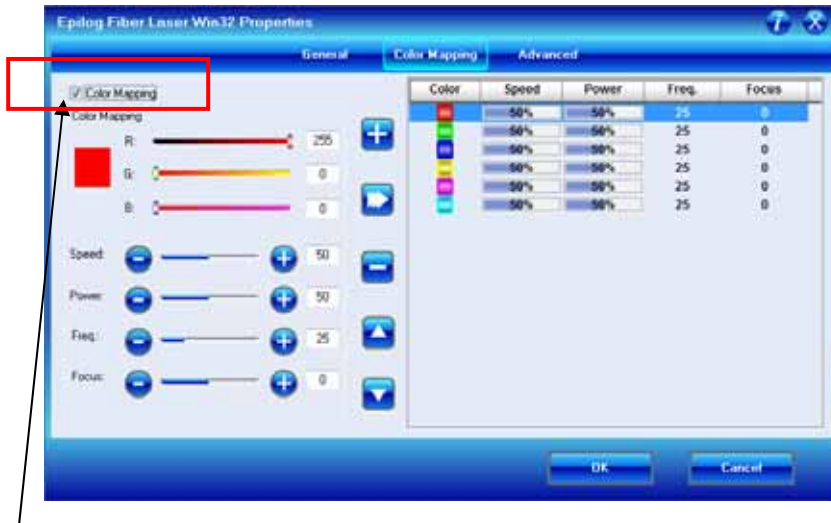 Epilog Fiber Laser Win32 Properties
General Color Mapping Advanced
Color Mapping
Color Mapping
R: 255
G: 0
B: 0
Speed: 50
Power: 50
Freq.: 25
Focus: 0
Color Speed Power Freq. Focus
50% 50% 25 0
50% 50% 25 0
50% 50% 25 0
50% 50% 25 0
50% 50% 25 0
50% 50% 25 0
OK Cancel